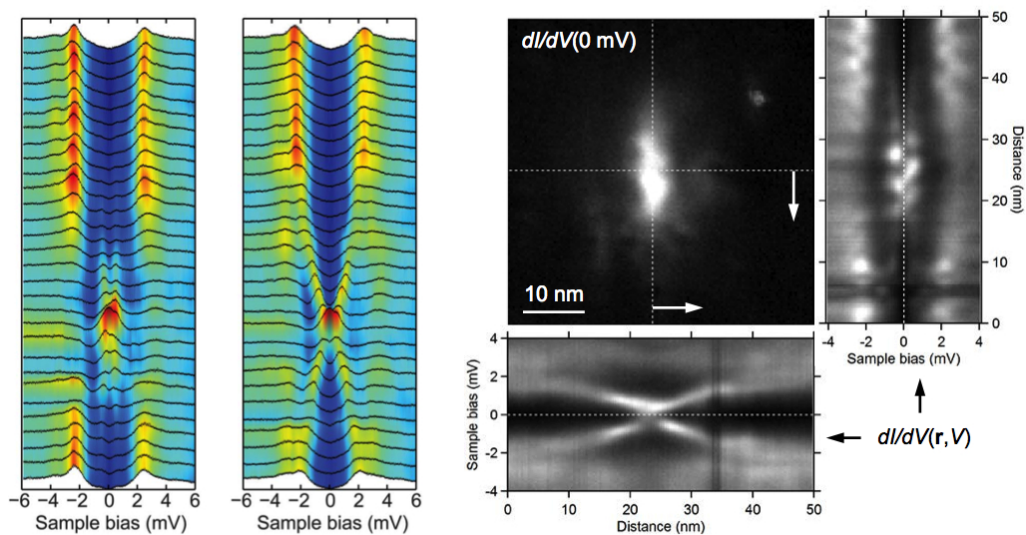 −6 −4 −2 0 2 4 6
Sample bias (mV)
−6 −4 −2 0 2 4 6
Sample bias (mV)
dI/dV(0 mV)
10 nm
50
40
30
20
10
0
Distance (nm)
-4 -2 0 2 4
Sample bias (mV)
4
2
0
-2
-4
Sample bias (mV)
0 10 20 30 40 50
Distance (nm)
dI/dV(r,V)